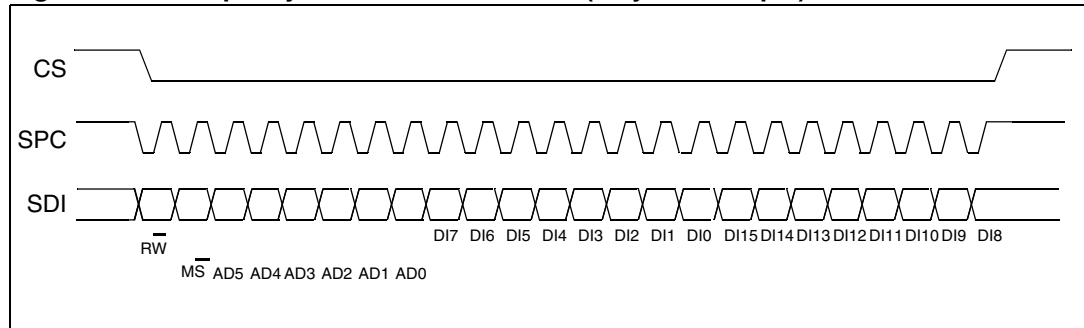 CS
SPC
SDI
DI7 DI6 DI5 DI4 DI3 DI2 DI1 DI0 DI15 DI14 DI13 DI12 DI11 DI10 DI9 DI8
RW
MS AD5 AD4 AD3 AD2 AD1 AD0